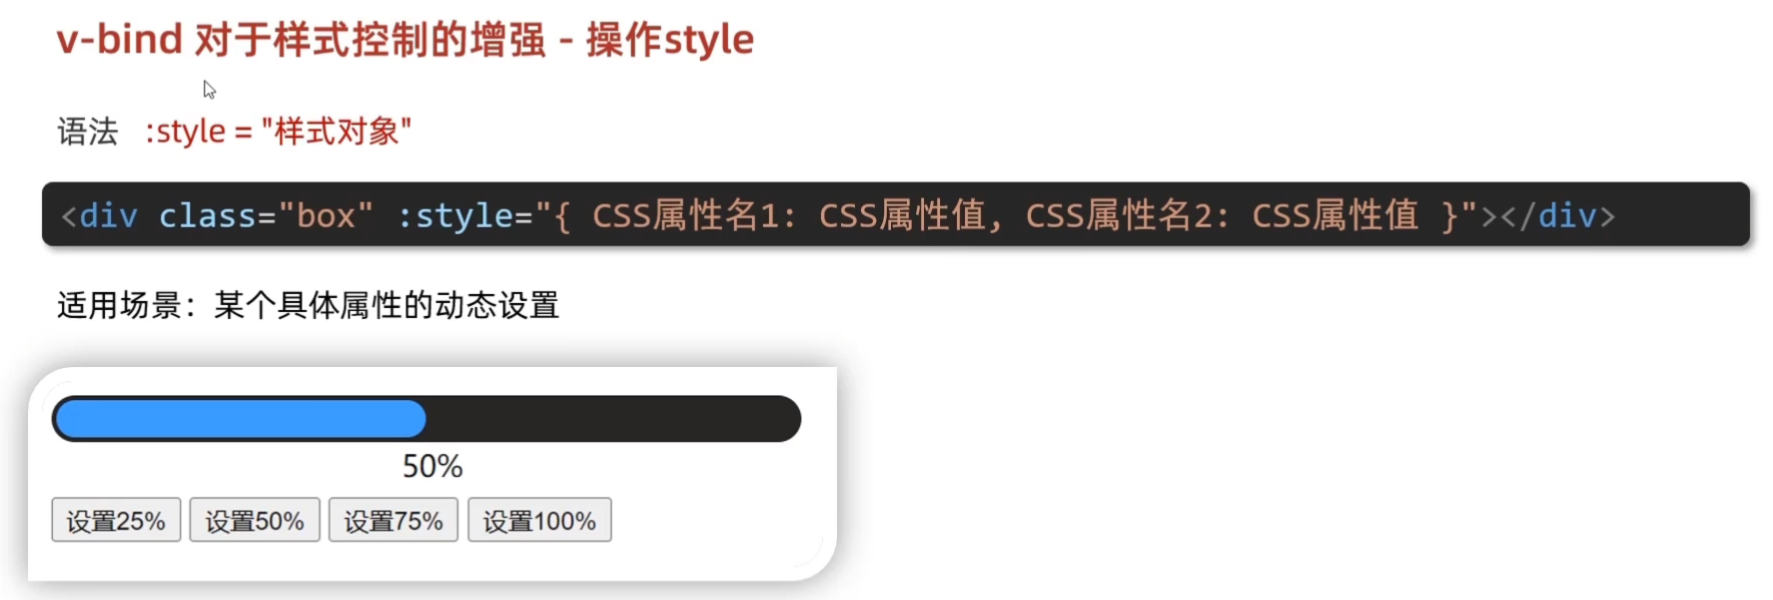 v-bind 对于样式控制的增强 - 操作style
语法 :style = "样式对象"
<div class="box" :style="{ CSS属性名1: CSS属性值, CSS属性名2: CSS属性值 }"></div>
适用场景：某个具体属性的动态设置
50%
设置25% 设置50% 设置75% 设置100%